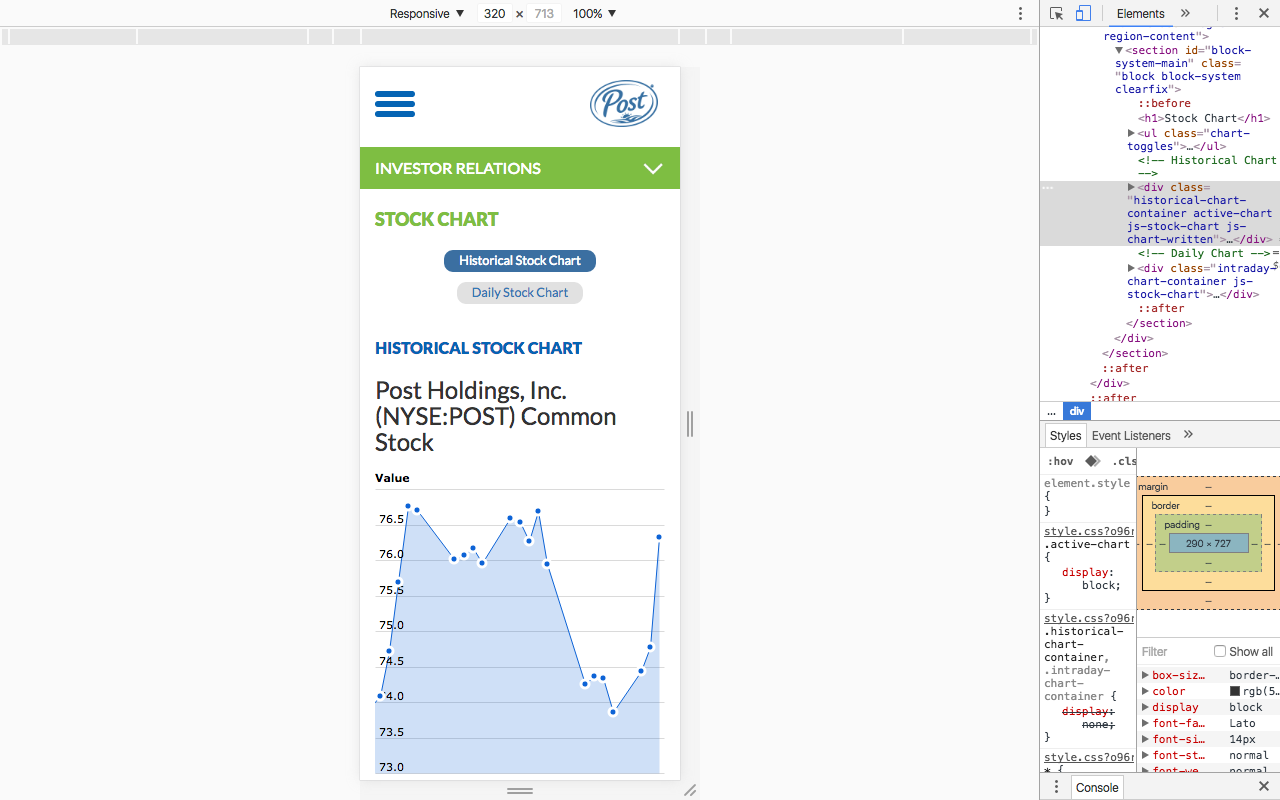 Responsive ▼ 320 × 713 100% ▼
Post
INVESTOR RELATIONS
STOCK CHART
Historical Stock Chart
Daily Stock Chart
HISTORICAL STOCK CHART
Post Holdings, Inc.
(NYSE:POST) Common
Stock
Value
76.5
76.0
75.5
75.0
74.5
74.0
73.5
73.0
Elements »
region-content">
▼<section id="block-
system-main" class=
"block block-system
clearfix">
::before
<h1>Stock Chart</h1>
▶<ul class="chart-
toggles">…</ul>
<!-- Historical Chart
-->
… ▶<div class=
"historical-chart-
container active-chart
js-stock-chart js-
chart-written">…</div>
<!-- Daily Chart -->
▶<div class="intraday-
chart-container js-
stock-chart">…</div>
::after
</section>
</div>
</section>
::after
</div>
::after
... div
Styles Event Listeners »
:hov .cls
element.style
{
}
style.css?o96r
.active-chart
{
display:
block;
}
style.css?o96r
.historical-
chart-
container,
.intraday-
chart-
container {
display:
none;
}
style.css?o96r
* {
margin –
border –
padding –
– – – 290 × 727 – – –
–
–
–
Filter Show all
▶ box-siz… border-…
▶ color rgb(5…
▶ display block
▶ font-fa… Lato
▶ font-si… 14px
▶ font-st… normal
▶ font-we… normal
Console